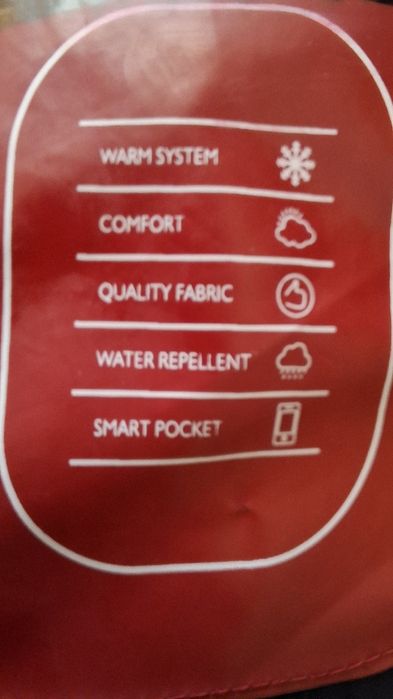 WARM SYSTEM
COMFORT
QUALITY FABRIC
WATER REPELLENT
SMART POCKET